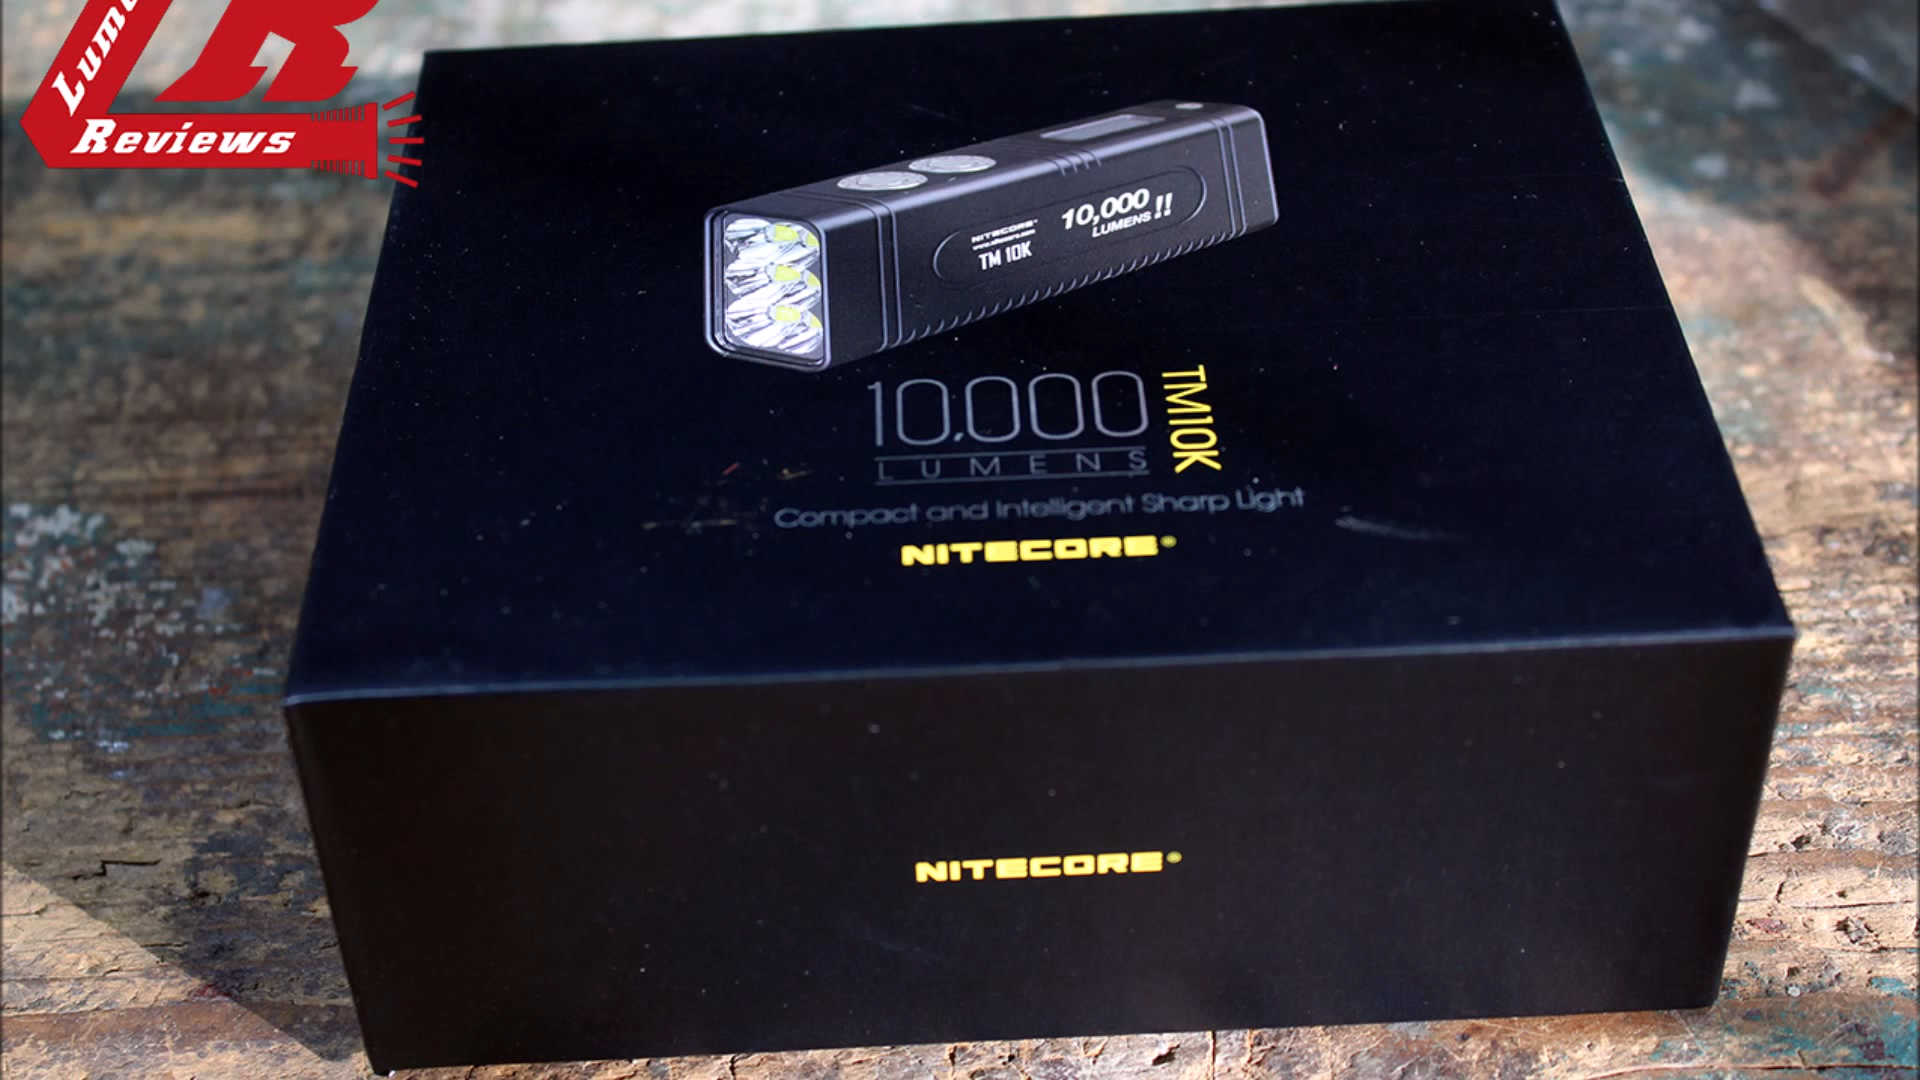 Reviews
NITECORE
TM 10K
10,000
LUMENS !!
10,000
LUMENS
TM10K
Compact and Intelligent Sharp Light
NITECORE®
NITECORE®